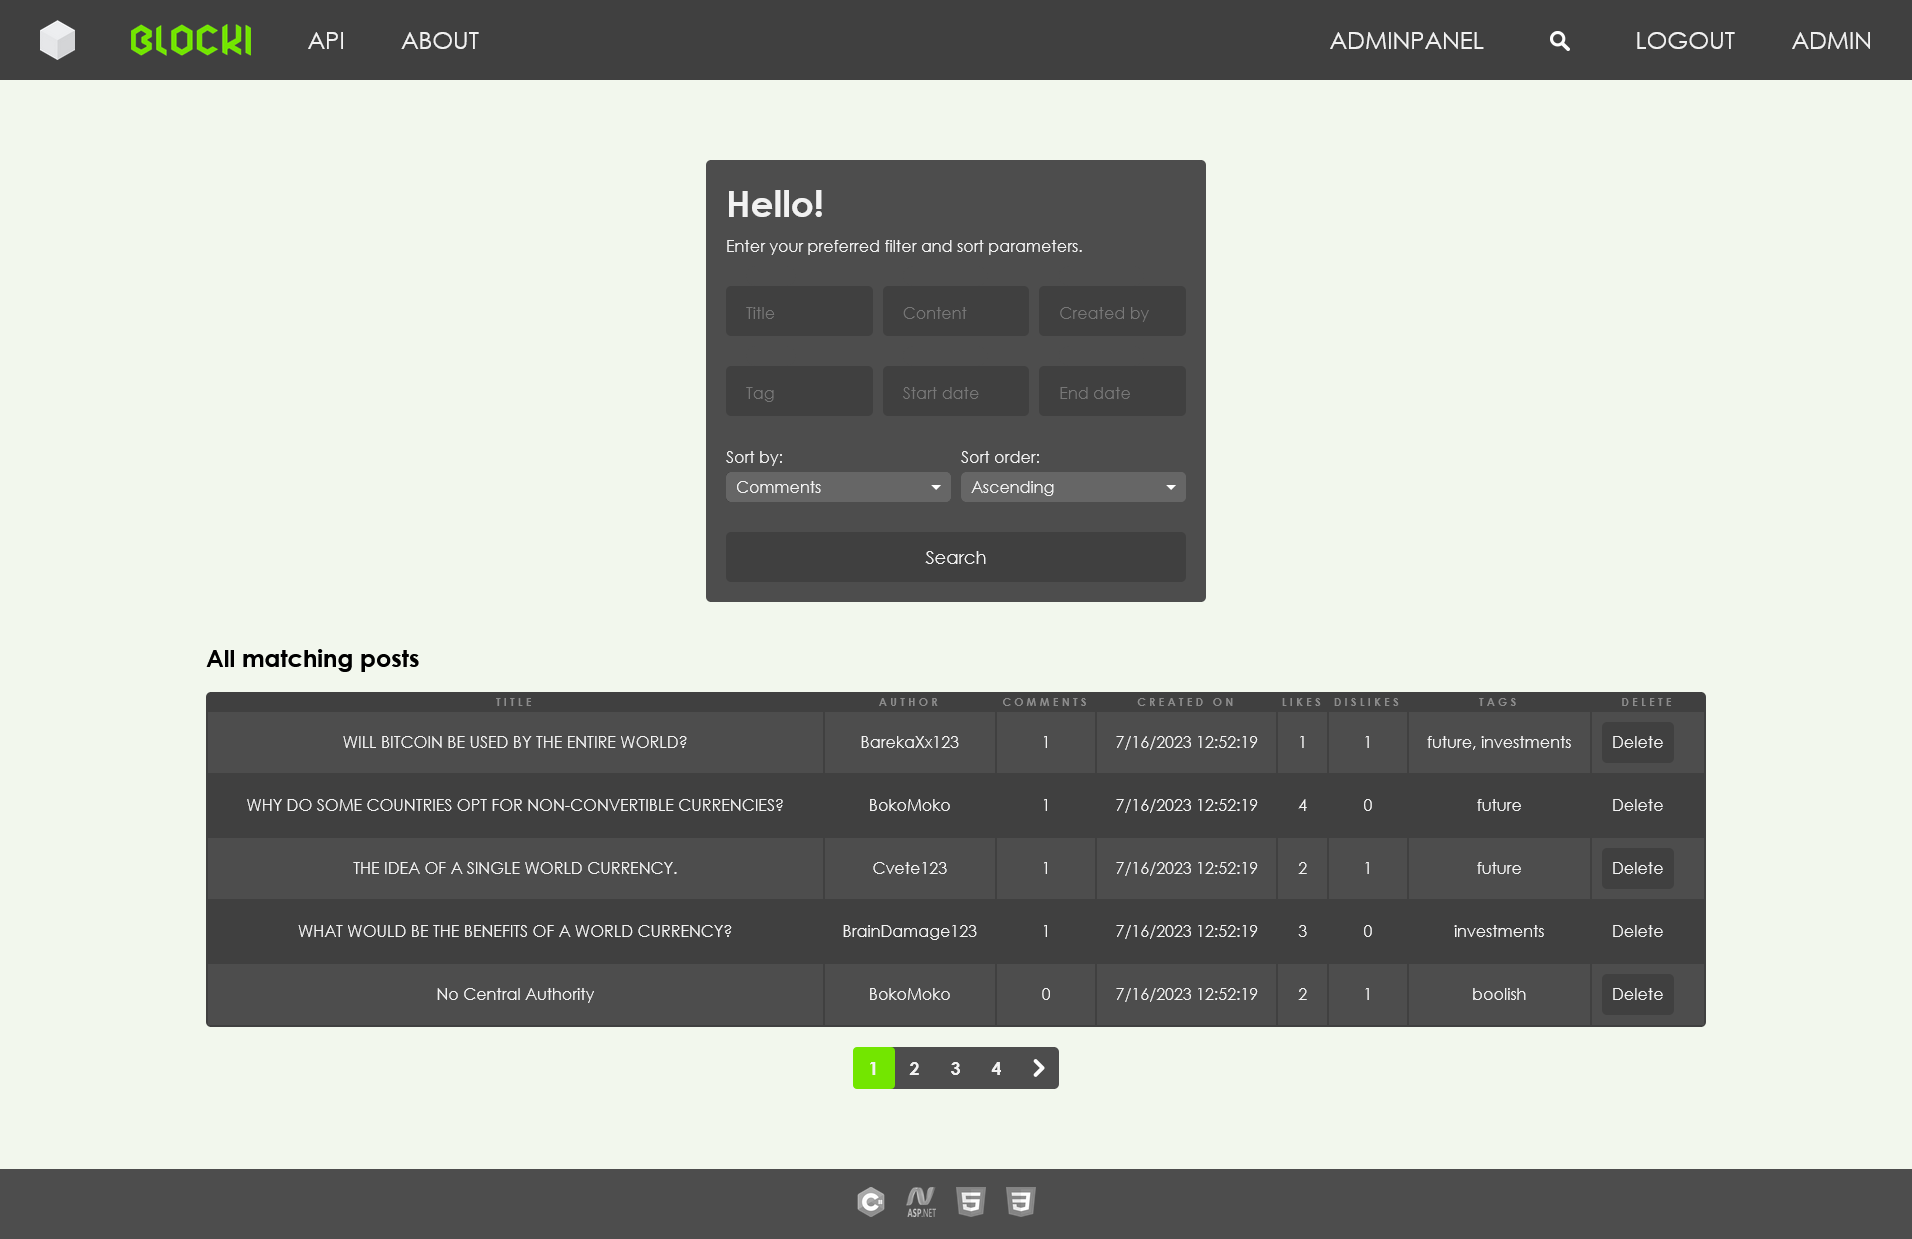 BLOCKI API ABOUT ADMINPANEL LOGOUT ADMIN
Hello!
Enter your preferred filter and sort parameters.
Title Content Created by
Tag Start date End date
Sort by: Sort order:
Comments Ascending
Search
All matching posts
TITLE AUTHOR COMMENTS CREATED ON LIKES DISLIKES TAGS DELETE
WILL BITCOIN BE USED BY THE ENTIRE WORLD? BarekaXx123 1 7/16/2023 12:52:19 1 1 future, investments Delete
WHY DO SOME COUNTRIES OPT FOR NON-CONVERTIBLE CURRENCIES? BokoMoko 1 7/16/2023 12:52:19 4 0 future Delete
THE IDEA OF A SINGLE WORLD CURRENCY. Cvete123 1 7/16/2023 12:52:19 2 1 future Delete
WHAT WOULD BE THE BENEFITS OF A WORLD CURRENCY? BrainDamage123 1 7/16/2023 12:52:19 3 0 investments Delete
No Central Authority BokoMoko 0 7/16/2023 12:52:19 2 1 boolish Delete
1 2 3 4
C# ASP.NET 5 3